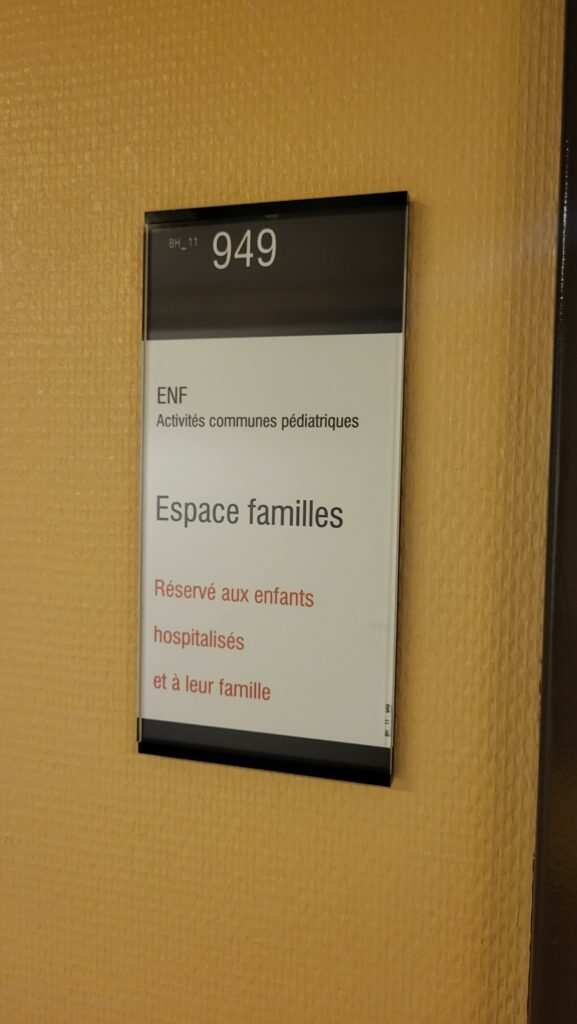 BH_11 949
ENF
Activités communes pédiatriques
Espace familles
Réservé aux enfants
hospitalisés
et à leur famille